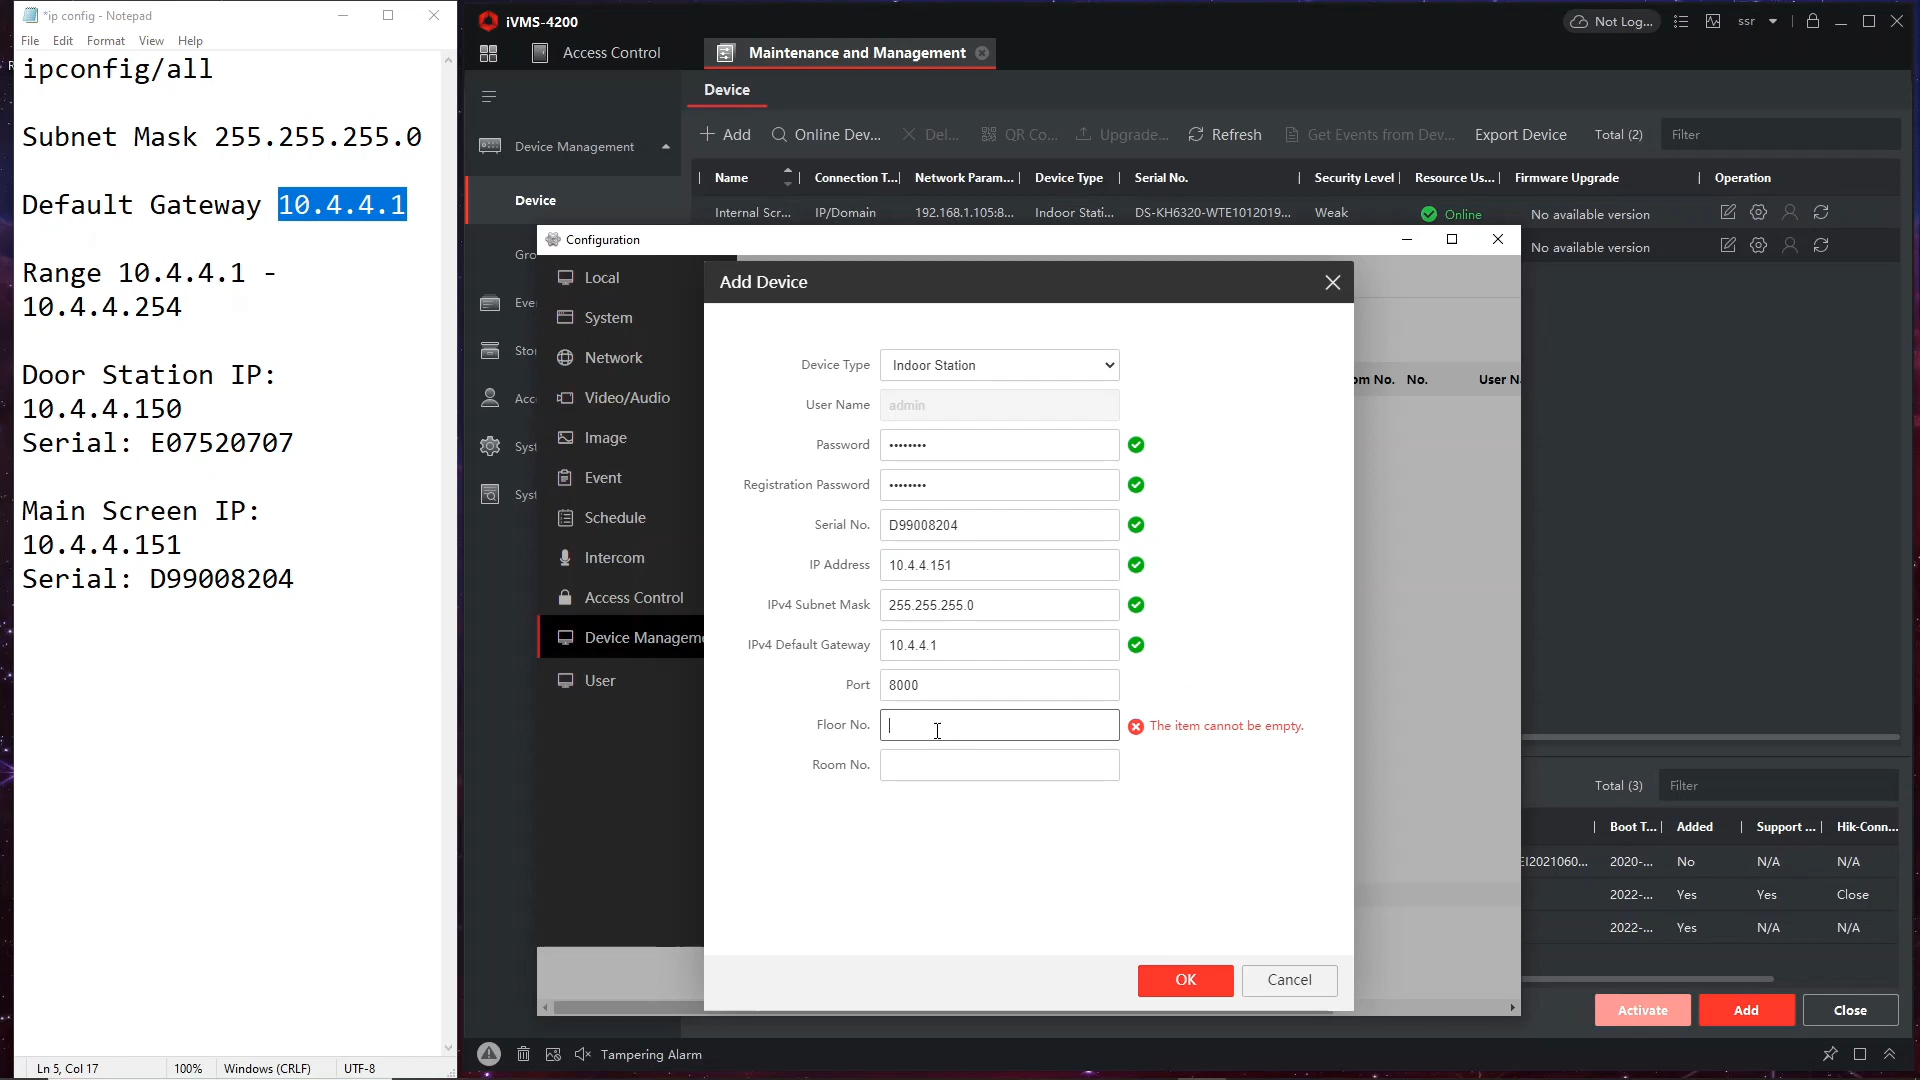 *ip config - Notepad
File Edit Format View Help
ipconfig/all
Subnet Mask 255.255.255.0
Default Gateway 10.4.4.1
Range 10.4.4.1 -
10.4.4.254
Door Station IP:
10.4.4.150
Serial: E07520707
Main Screen IP:
10.4.4.151
Serial: D99008204
Ln 5, Col 17 100% Windows (CRLF) UTF-8
iVMS-4200
Not Log... ssr
Access Control Maintenance and Management
Device
Device Management
Device
Add Online Dev... Del... QR Co... Upgrade... Refresh Get Events from Dev... Export Device Total (2) Filter
Name Connection T... Network Param... Device Type Serial No. Security Level Resource Us... Firmware Upgrade Operation
Internal Scr... IP/Domain 192.168.1.105:8... Indoor Stati... DS-KH6320-WTE1012019... Weak Online No available version
No available version
Gro
Eve
Sto
Acc
Syst
Syst
Configuration
Local
System
Network
Video/Audio
Image
Event
Schedule
Intercom
Access Control
Device Managem
User
om No. No. User N
Add Device
Device Type Indoor Station
User Name admin
Password ••••••••
Registration Password ••••••••
Serial No. D99008204
IP Address 10.4.4.151
IPv4 Subnet Mask 255.255.255.0
IPv4 Default Gateway 10.4.4.1
Port 8000
Floor No. The item cannot be empty.
Room No.
OK Cancel
Total (3) Filter
Boot T... Added Support ... Hik-Conn...
EI2021060... 2020-... No N/A N/A
2022-... Yes Yes Close
2022-... Yes N/A N/A
Activate Add Close
Tampering Alarm